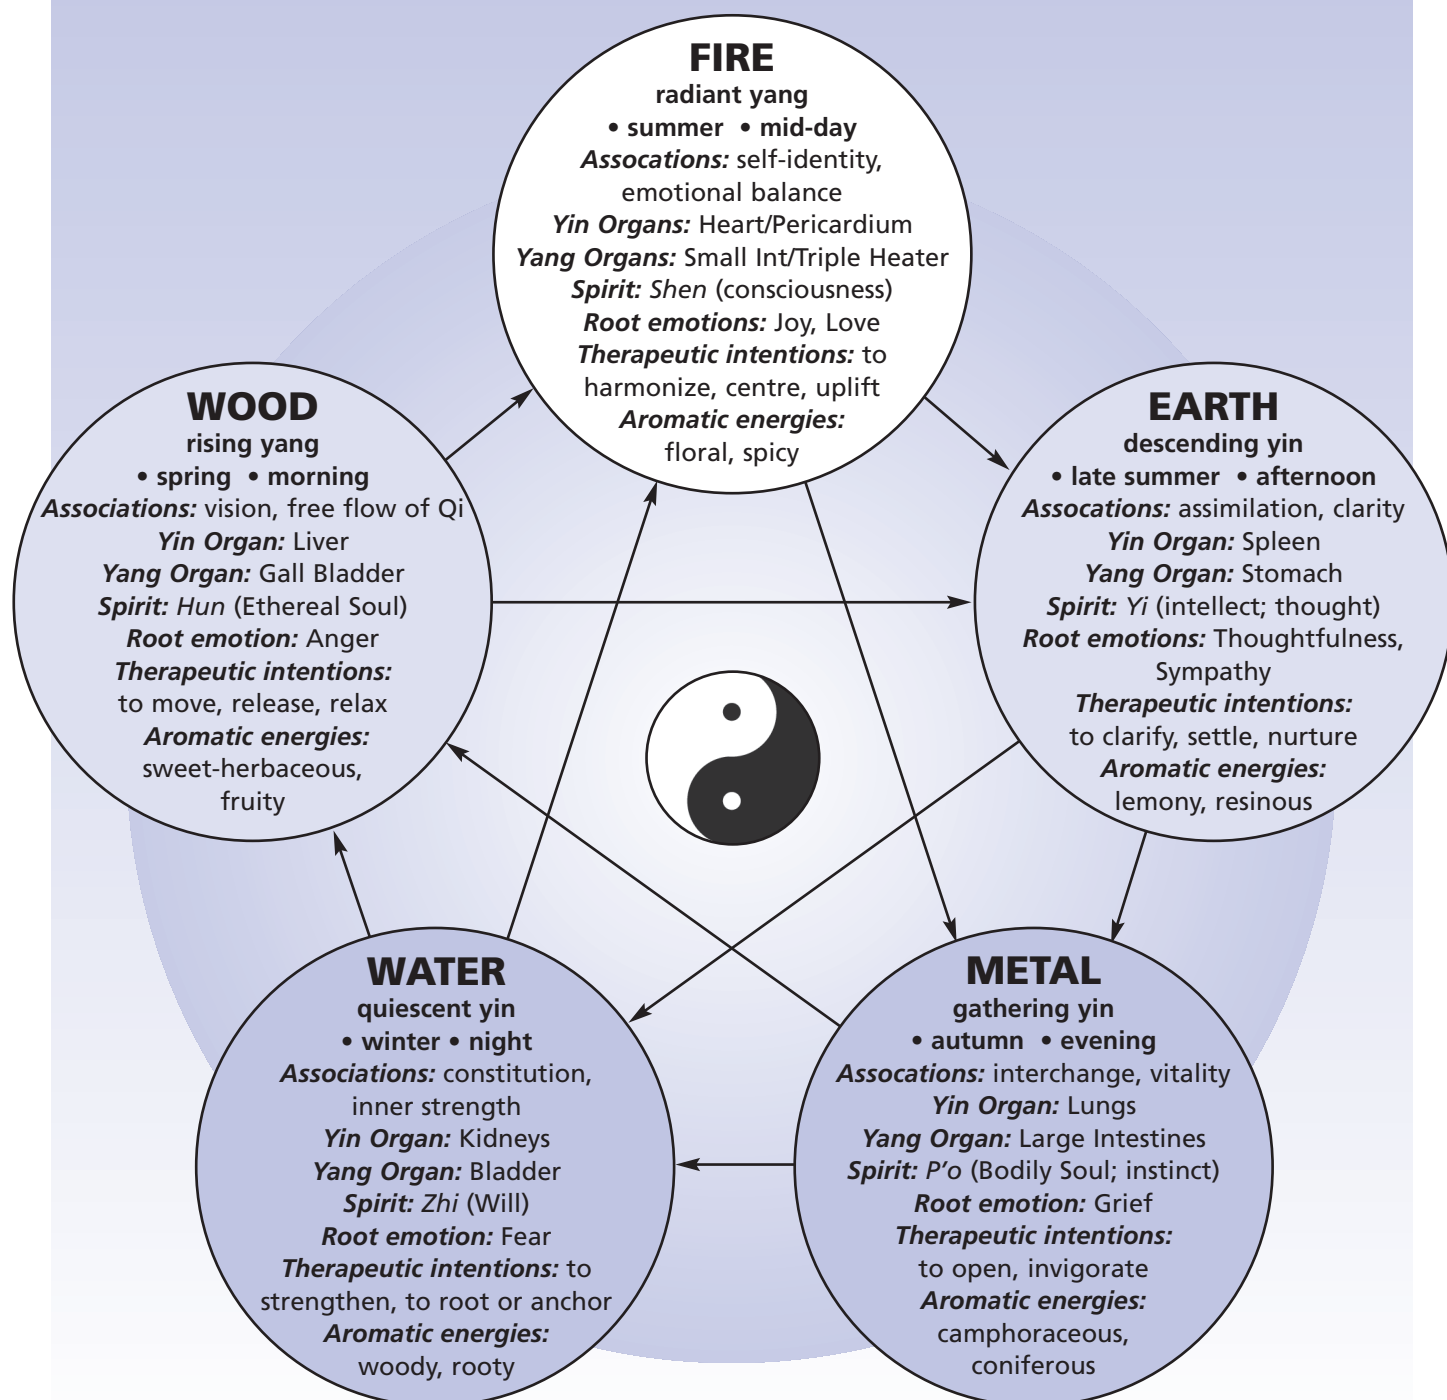 FIRE
radiant yang
• summer • mid-day
Assocations: self-identity,
emotional balance
Yin Organs: Heart/Pericardium
Yang Organs: Small Int/Triple Heater
Spirit: Shen (consciousness)
Root emotions: Joy, Love
Therapeutic intentions: to
harmonize, centre, uplift
Aromatic energies:
floral, spicy
WOOD
rising yang
• spring • morning
Associations: vision, free flow of Qi
Yin Organ: Liver
Yang Organ: Gall Bladder
Spirit: Hun (Ethereal Soul)
Root emotion: Anger
Therapeutic intentions:
to move, release, relax
Aromatic energies:
sweet-herbaceous,
fruity
EARTH
descending yin
• late summer • afternoon
Assocations: assimilation, clarity
Yin Organ: Spleen
Yang Organ: Stomach
Spirit: Yi (intellect; thought)
Root emotions: Thoughtfulness,
Sympathy
Therapeutic intentions:
to clarify, settle, nurture
Aromatic energies:
lemony, resinous
WATER
quiescent yin
• winter • night
Associations: constitution,
inner strength
Yin Organ: Kidneys
Yang Organ: Bladder
Spirit: Zhi (Will)
Root emotion: Fear
Therapeutic intentions: to
strengthen, to root or anchor
Aromatic energies:
woody, rooty
METAL
gathering yin
• autumn • evening
Assocations: interchange, vitality
Yin Organ: Lungs
Yang Organ: Large Intestines
Spirit: P’o (Bodily Soul; instinct)
Root emotion: Grief
Therapeutic intentions:
to open, invigorate
Aromatic energies:
camphoraceous,
coniferous